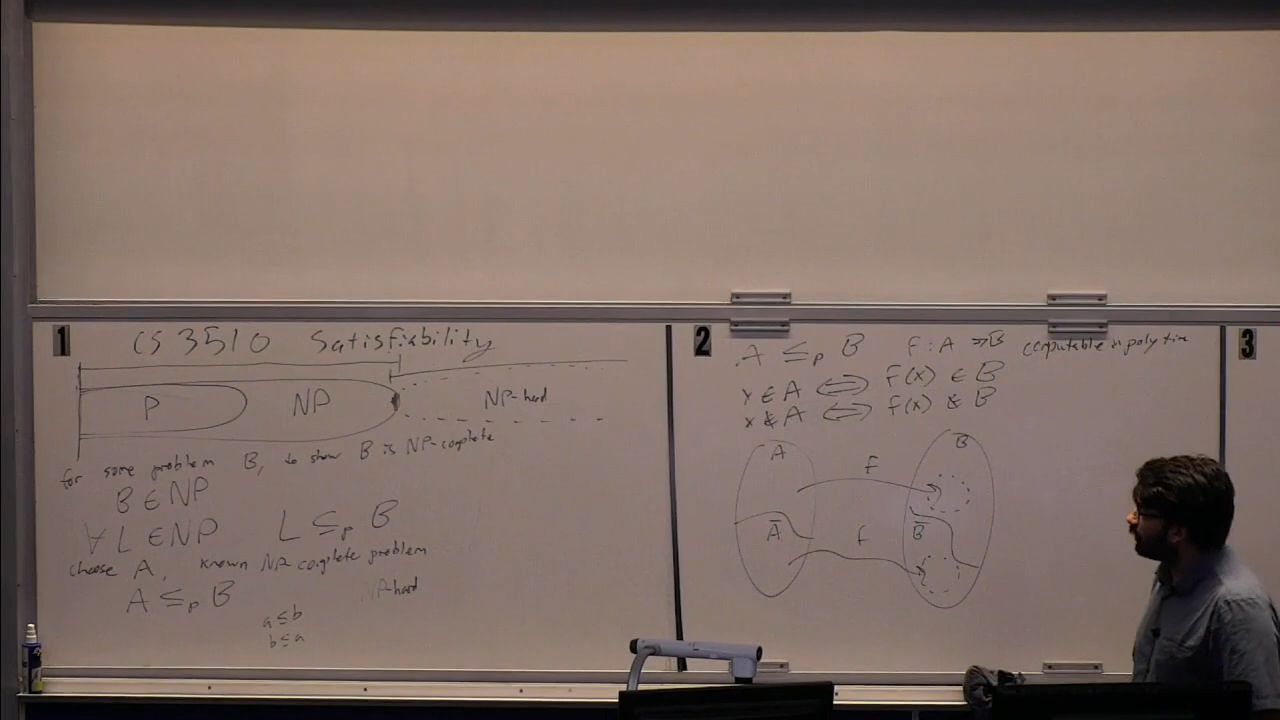 1
CS 3510 Satisfiability
P NP NP-hard
for some problem B, to show B is NP-complete
B ∈ NP
∀ L ∈ NP L ≤p B
choose A, known NP-complete problem
A ≤p B NP-hard
a ≤ b
b ≤ a
2
A ≤p B F : A → B computable in poly time
x ∈ A ⟺ F(x) ∈ B
x ∉ A ⟺ F(x) ∉ B
A F B
Ā F B̄
3